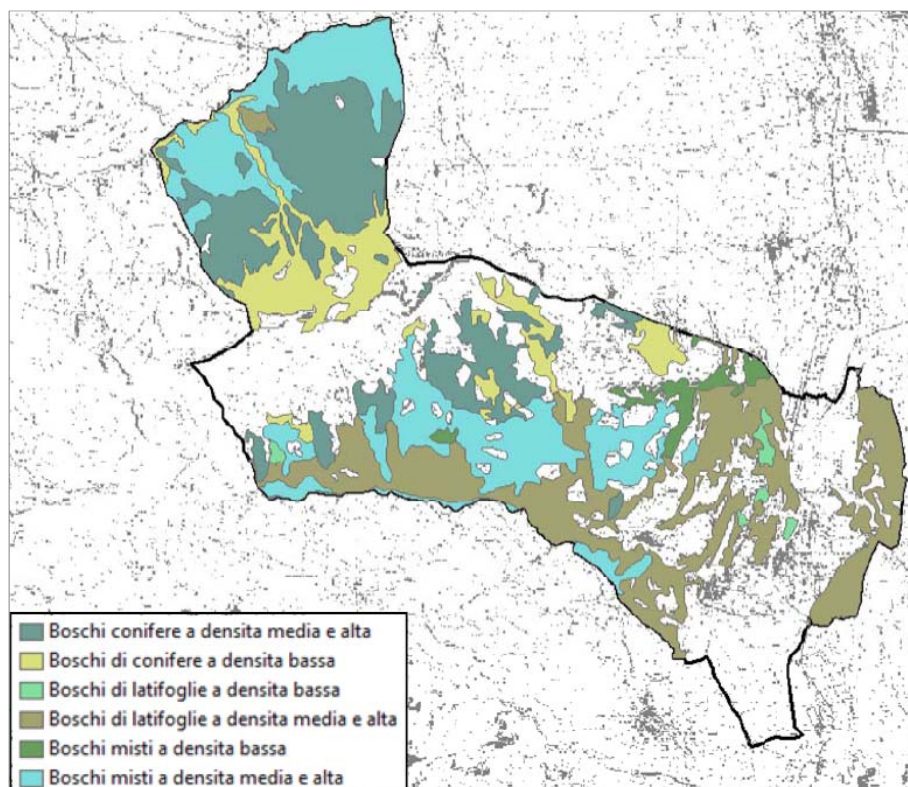 Boschi conifere a densita media e alta
Boschi di conifere a densita bassa
Boschi di latifoglie a densita bassa
Boschi di latifoglie a densita media e alta
Boschi misti a densita bassa
Boschi misti a densita media e alta